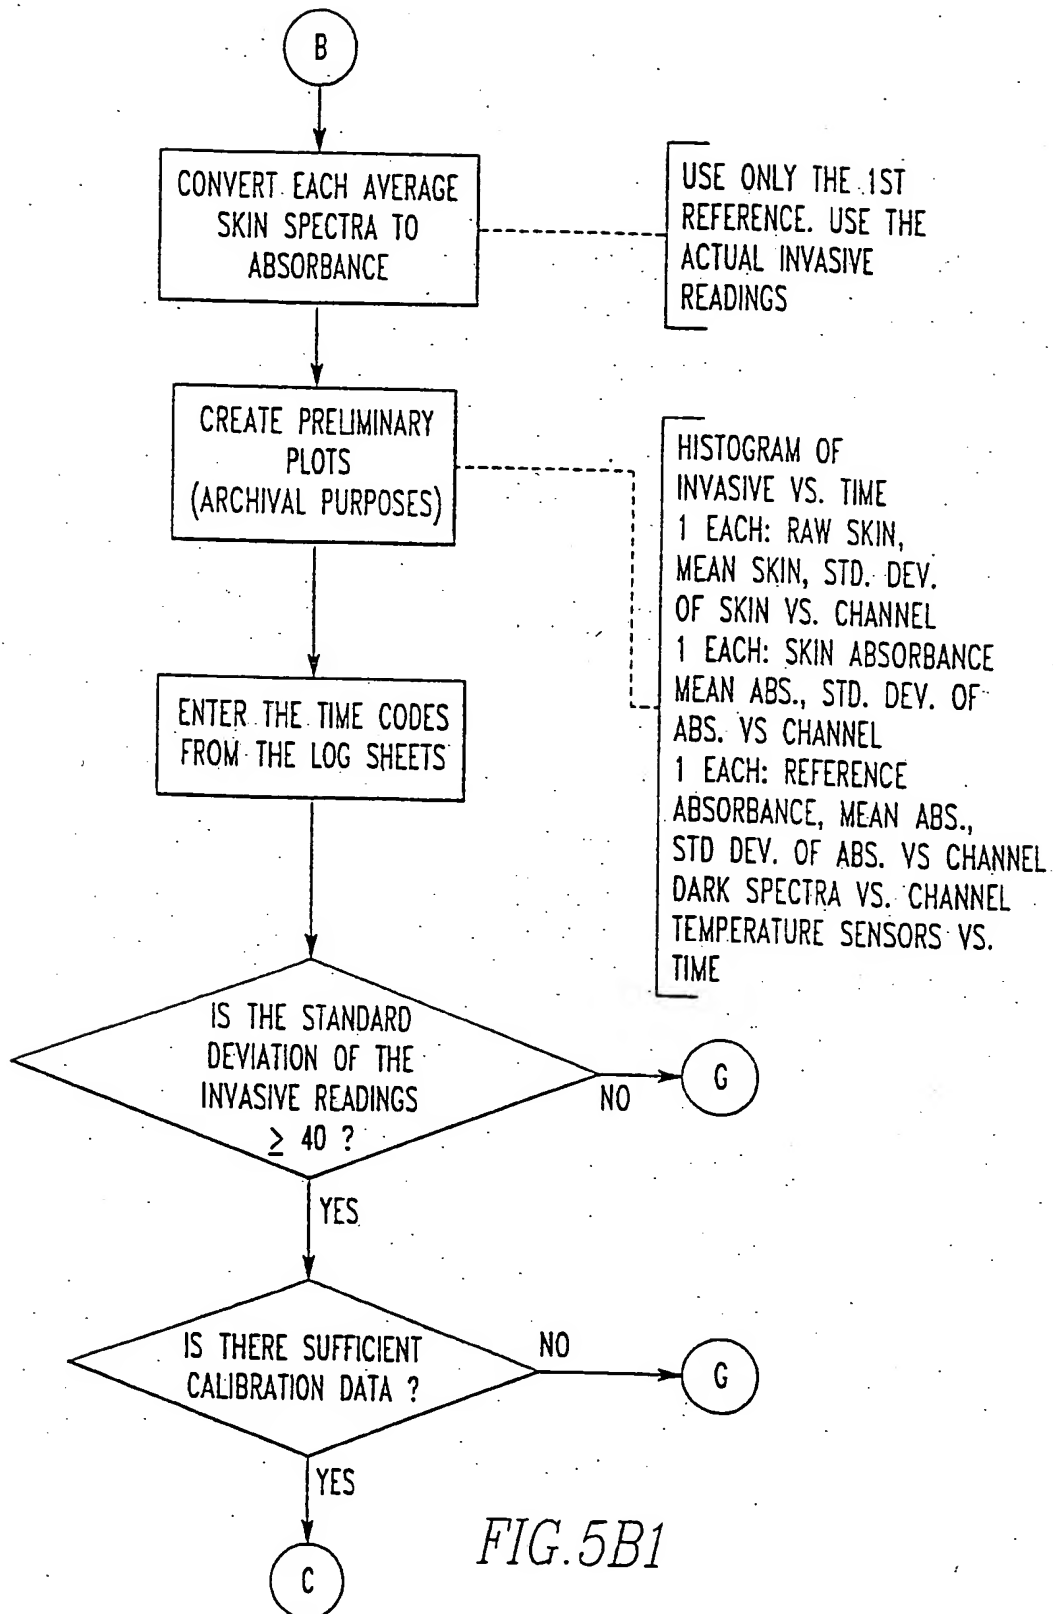 B
CONVERT EACH AVERAGE
SKIN SPECTRA TO
ABSORBANCE
USE ONLY THE 1ST
REFERENCE. USE THE
ACTUAL INVASIVE
READINGS
CREATE PRELIMINARY
PLOTS
(ARCHIVAL PURPOSES)
HISTOGRAM OF
INVASIVE VS. TIME
1 EACH: RAW SKIN,
MEAN SKIN, STD. DEV.
OF SKIN VS. CHANNEL
1 EACH: SKIN ABSORBANCE
MEAN ABS., STD. DEV. OF
ABS. VS CHANNEL
1 EACH: REFERENCE
ABSORBANCE, MEAN ABS.,
STD DEV. OF ABS. VS CHANNEL
DARK SPECTRA VS. CHANNEL
TEMPERATURE SENSORS VS.
TIME
ENTER THE TIME CODES
FROM THE LOG SHEETS
IS THE STANDARD
DEVIATION OF THE
INVASIVE READINGS
≥ 40 ?
NO
G
YES
IS THERE SUFFICIENT
CALIBRATION DATA ?
NO
G
YES
C
FIG.5B1